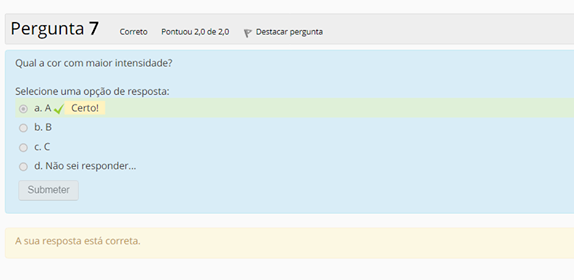 Pergunta 7 Correto Pontuou 2,0 de 2,0 Destacar pergunta
Qual a cor com maior intensidade?
Selecione uma opção de resposta:
a. A Certo!
b. B
c. C
d. Não sei responder...
Submeter
A sua resposta está correta.